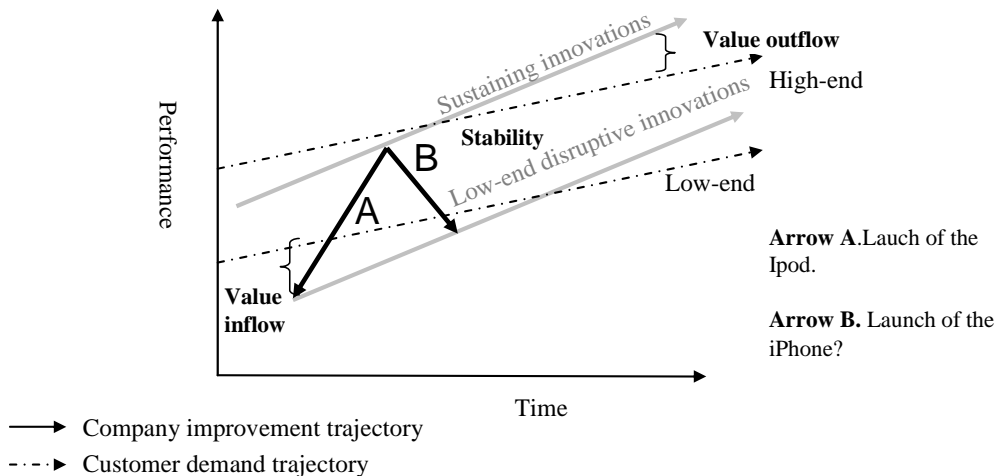 Value outflow
Sustaining innovations
High-end
Performance
Stability
B
Low-end disruptive innovations
Low-end
A
Arrow A.Lauch of the
Ipod.
Value
inflow
Arrow B. Launch of the
iPhone?
Time
Company improvement trajectory
Customer demand trajectory